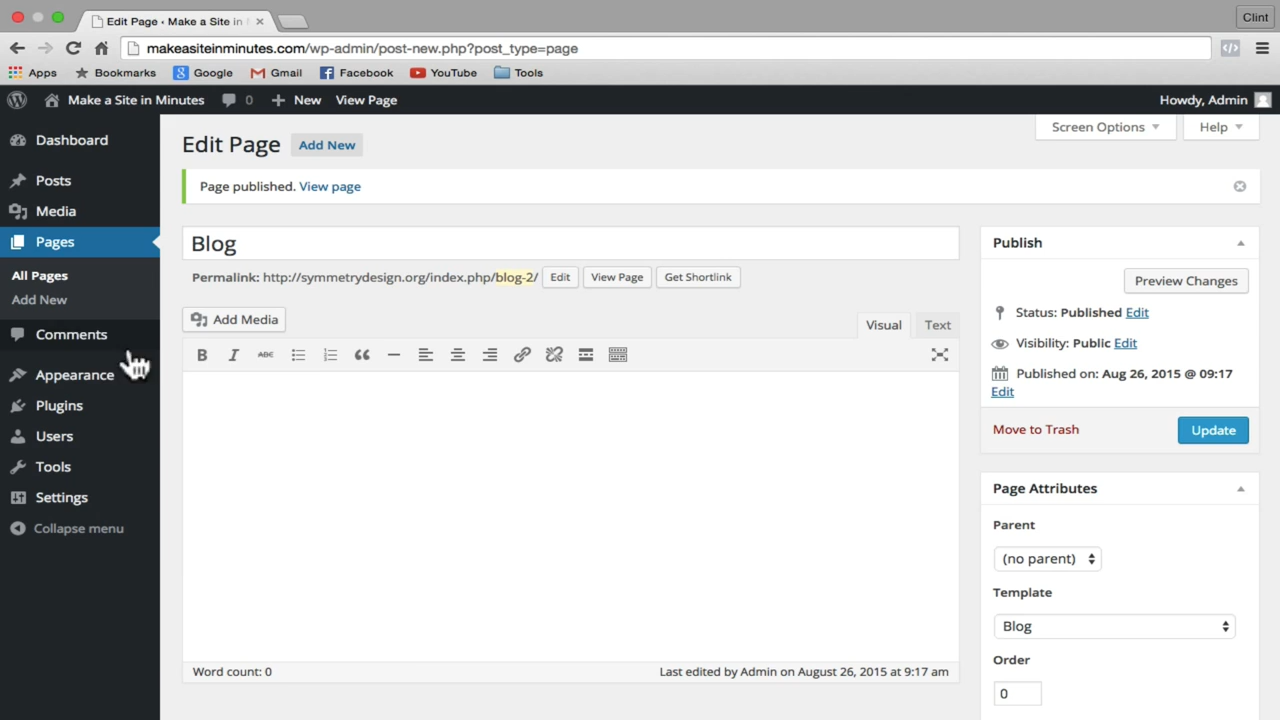 Edit Page ‹ Make a Site in
Clint
makeasiteinminutes.com/wp-admin/post-new.php?post_type=page
Apps Bookmarks Google Gmail Facebook YouTube Tools
Make a Site in Minutes 0 + New View Page Howdy, Admin
Screen Options Help
Dashboard
Posts
Media
Pages
All Pages
Add New
Comments
Appearance
Plugins
Users
Tools
Settings
Collapse menu
Edit Page Add New
Page published. View page
Blog
Permalink: http://symmetrydesign.org/index.php/blog-2/ Edit View Page Get Shortlink
Add Media
Visual Text
B I ABC
Word count: 0 Last edited by Admin on August 26, 2015 at 9:17 am
Publish
Preview Changes
Status: Published Edit
Visibility: Public Edit
Published on: Aug 26, 2015 @ 09:17
Edit
Move to Trash Update
Page Attributes
Parent
(no parent)
Template
Blog
Order
0